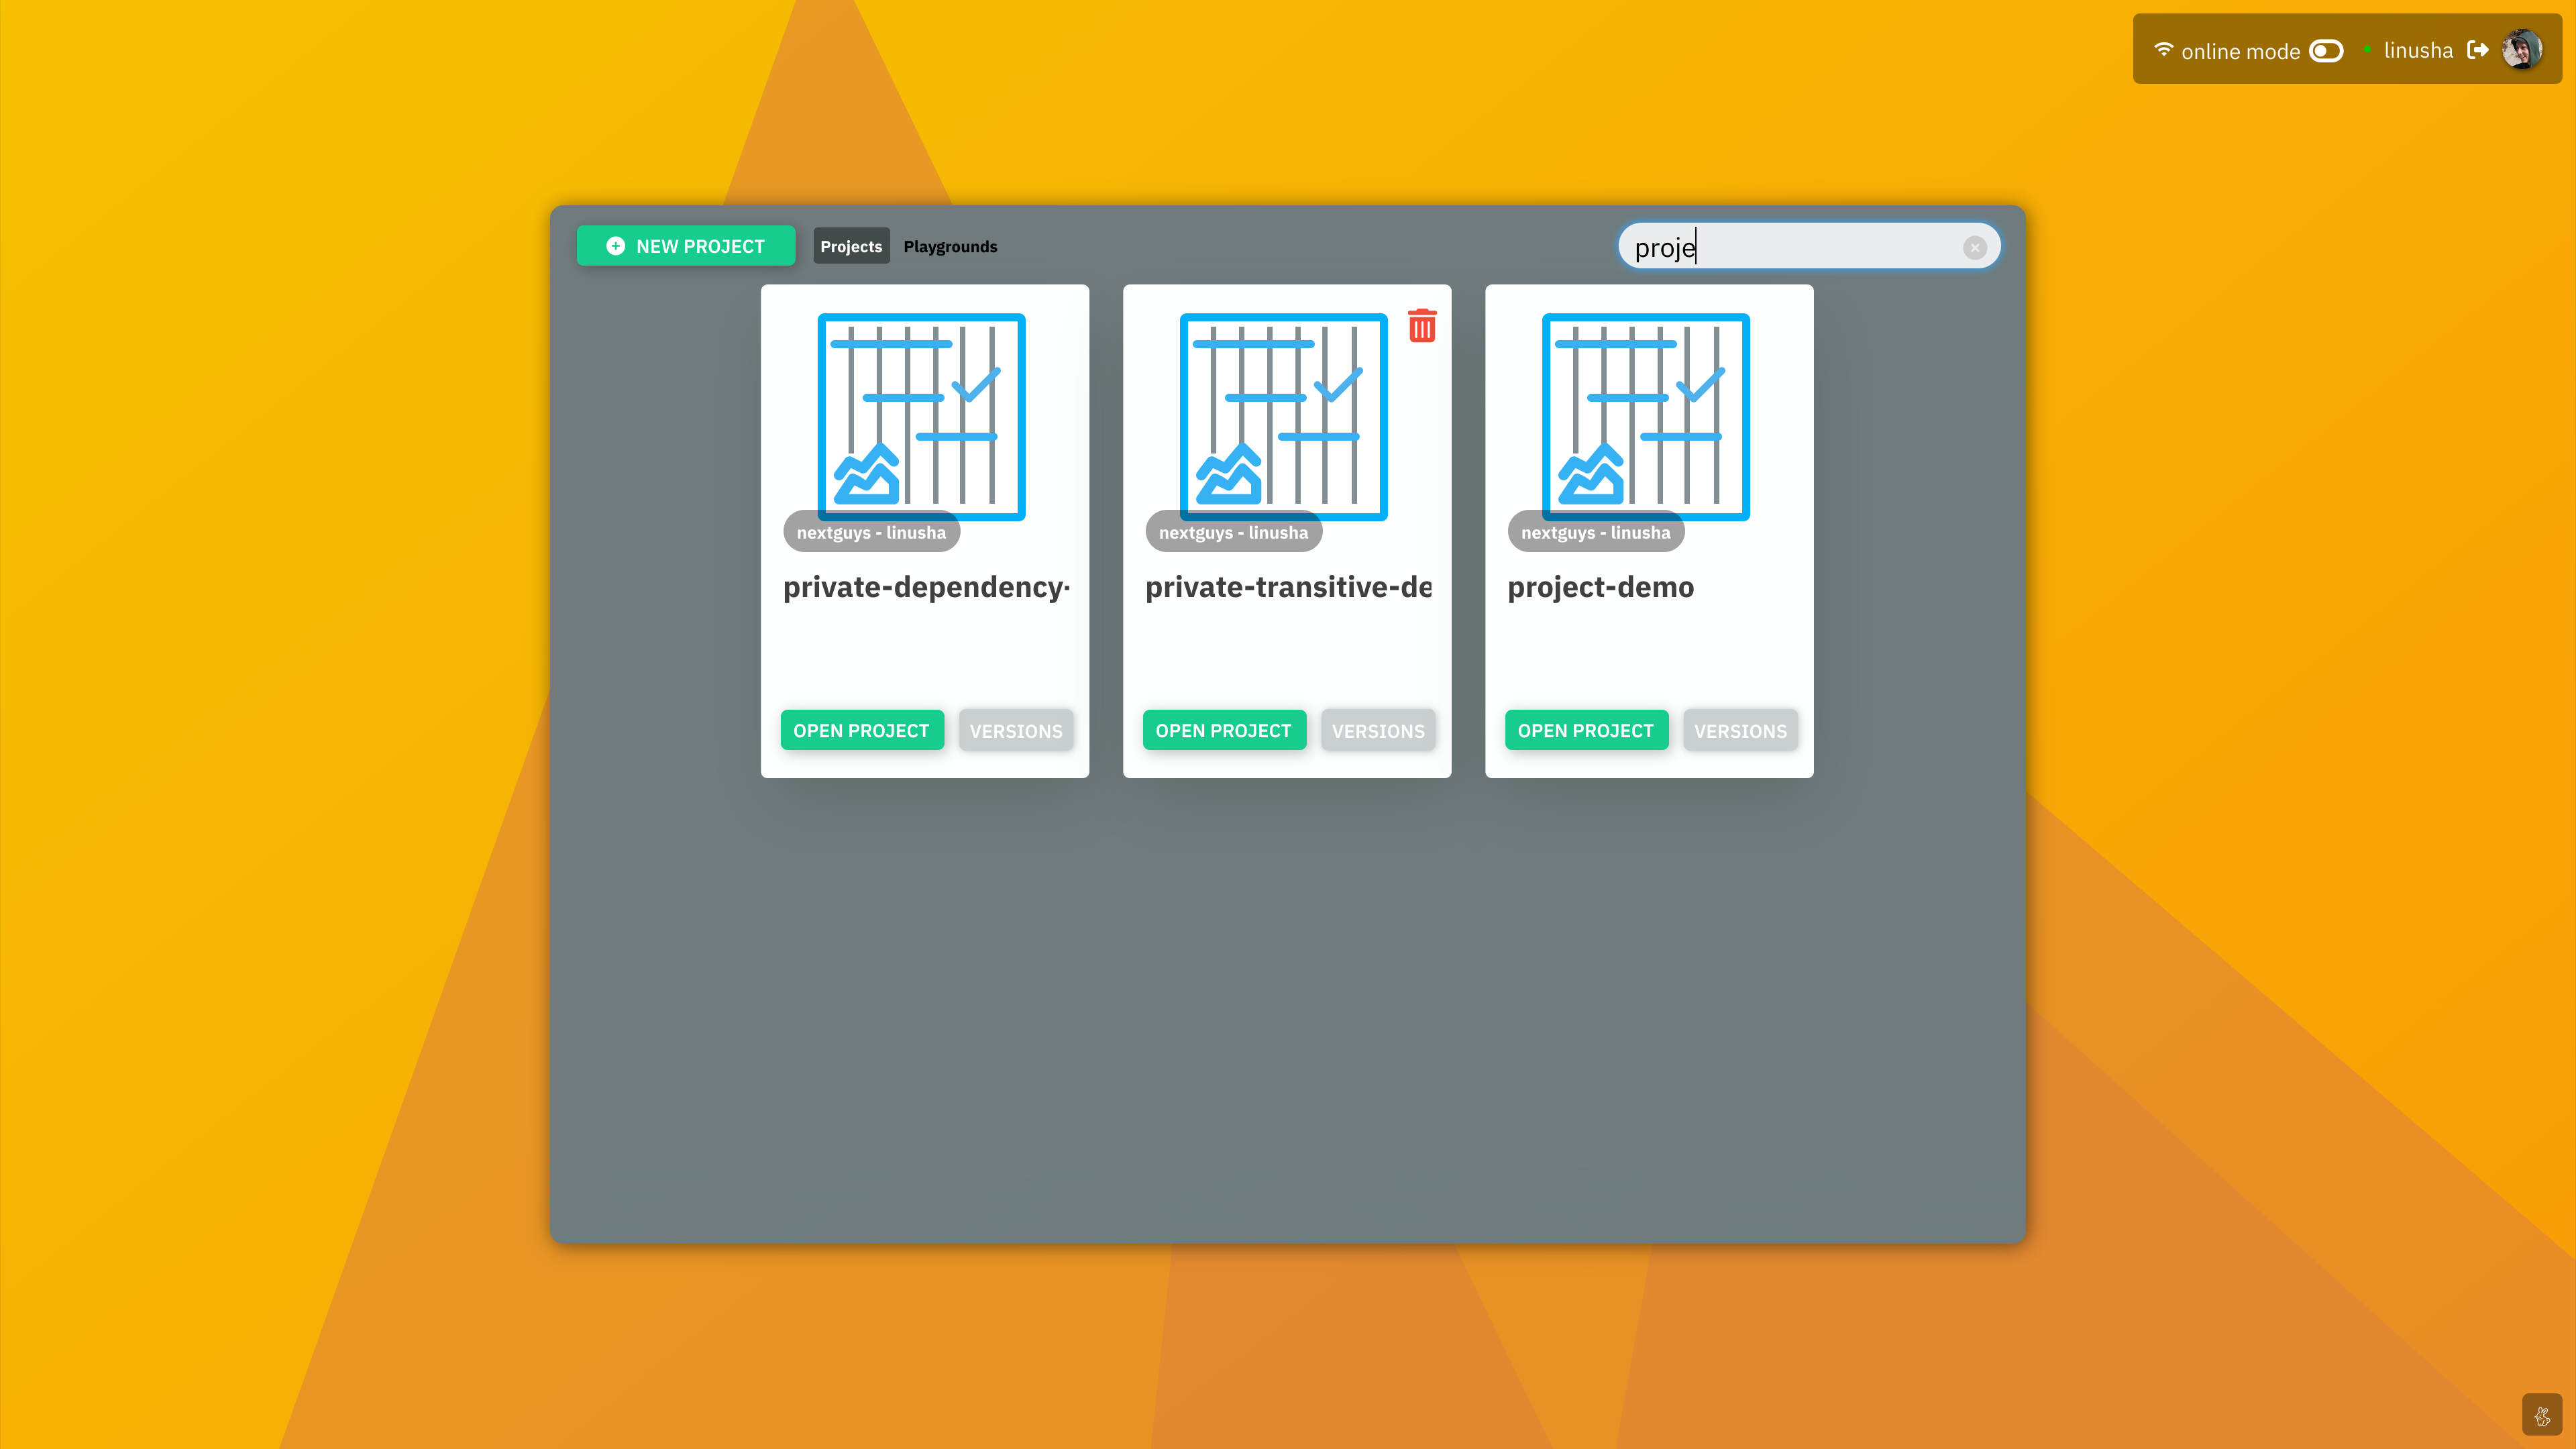 online mode
linusha
NEW PROJECT
Projects
Playgrounds
proje
nextguys - linusha
private-dependency-
OPEN PROJECT
VERSIONS
nextguys - linusha
private-transitive-de
OPEN PROJECT
VERSIONS
nextguys - linusha
project-demo
OPEN PROJECT
VERSIONS